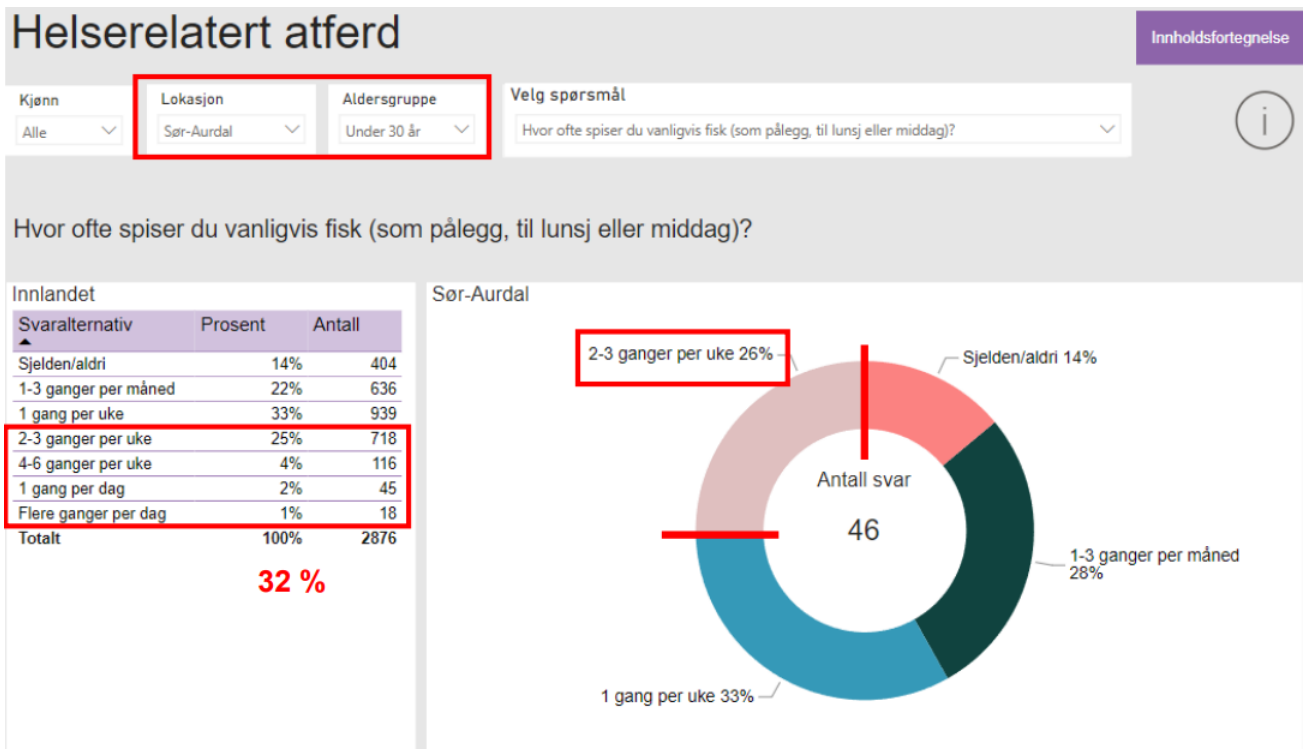 Helserelatert atferd
Innholdsfortegnelse
Kjønn
Alle
Lokasjon
Sør-Aurdal
Aldersgruppe
Under 30 år
Velg spørsmål
Hvor ofte spiser du vanligvis fisk (som pålegg, til lunsj eller middag)?
i
Hvor ofte spiser du vanligvis fisk (som pålegg, til lunsj eller middag)?
Innlandet
Svaralternativ Prosent Antall
Sjelden/aldri 14% 404
1-3 ganger per måned 22% 636
1 gang per uke 33% 939
2-3 ganger per uke 25% 718
4-6 ganger per uke 4% 116
1 gang per dag 2% 45
Flere ganger per dag 1% 18
Totalt 100% 2876
32 %
Sør-Aurdal
2-3 ganger per uke 26%
Sjelden/aldri 14%
Antall svar
46
1-3 ganger per måned
28%
1 gang per uke 33%